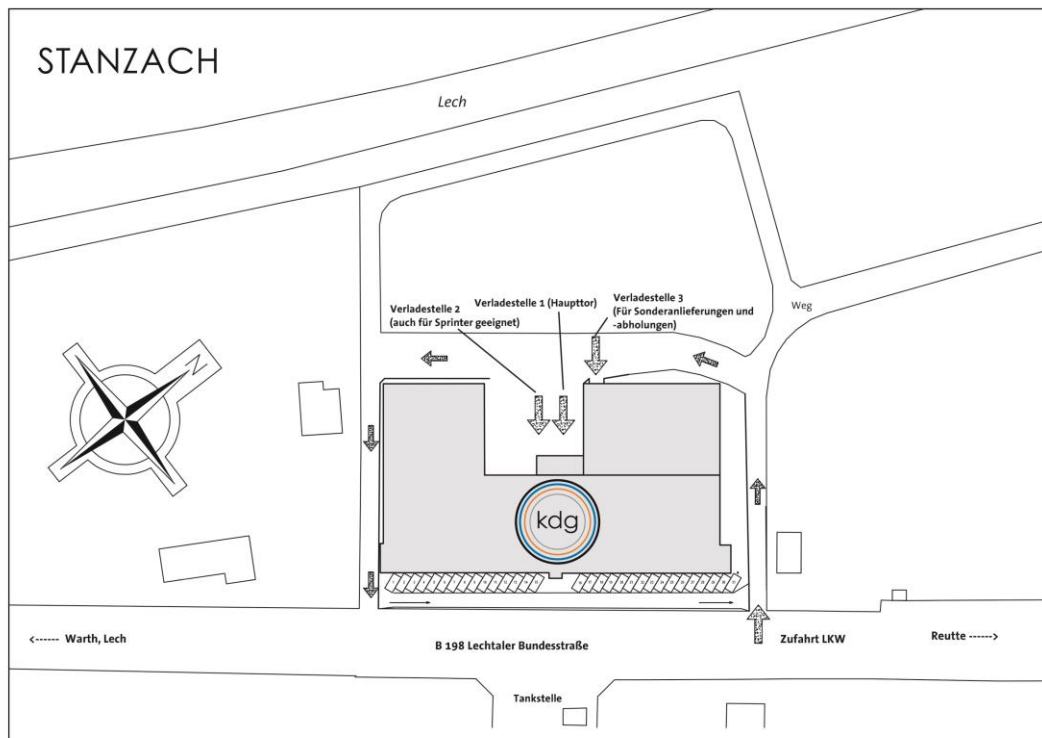 STANZACH
Lech
Verladestelle 2
(auch für Sprinter geeignet)
Verladestelle 1 (Haupttor)
Verladestelle 3
(Für Sonderanlieferungen und
-abholungen)
Weg
N
kdg
<------ Warth, Lech
B 198 Lechtaler Bundesstraße
Zufahrt LKW
Reutte ------>
Tankstelle